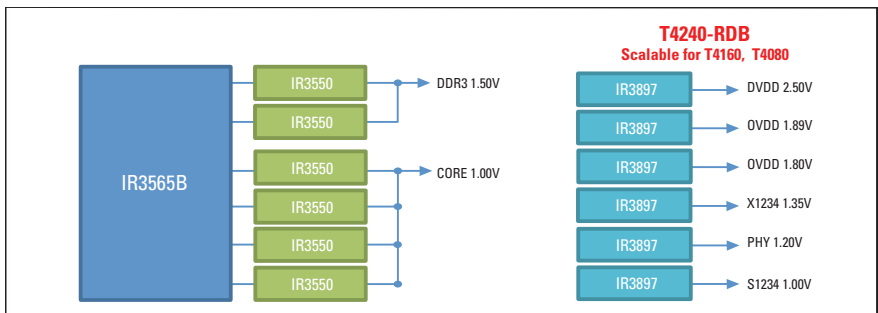 T4240-RDB
Scalable for T4160, T4080
IR3565B
IR3550
DDR3 1.50V
IR3550
IR3550
CORE 1.00V
IR3550
IR3550
IR3550
IR3897
DVDD 2.50V
IR3897
OVDD 1.89V
IR3897
OVDD 1.80V
IR3897
X1234 1.35V
IR3897
PHY 1.20V
IR3897
S1234 1.00V